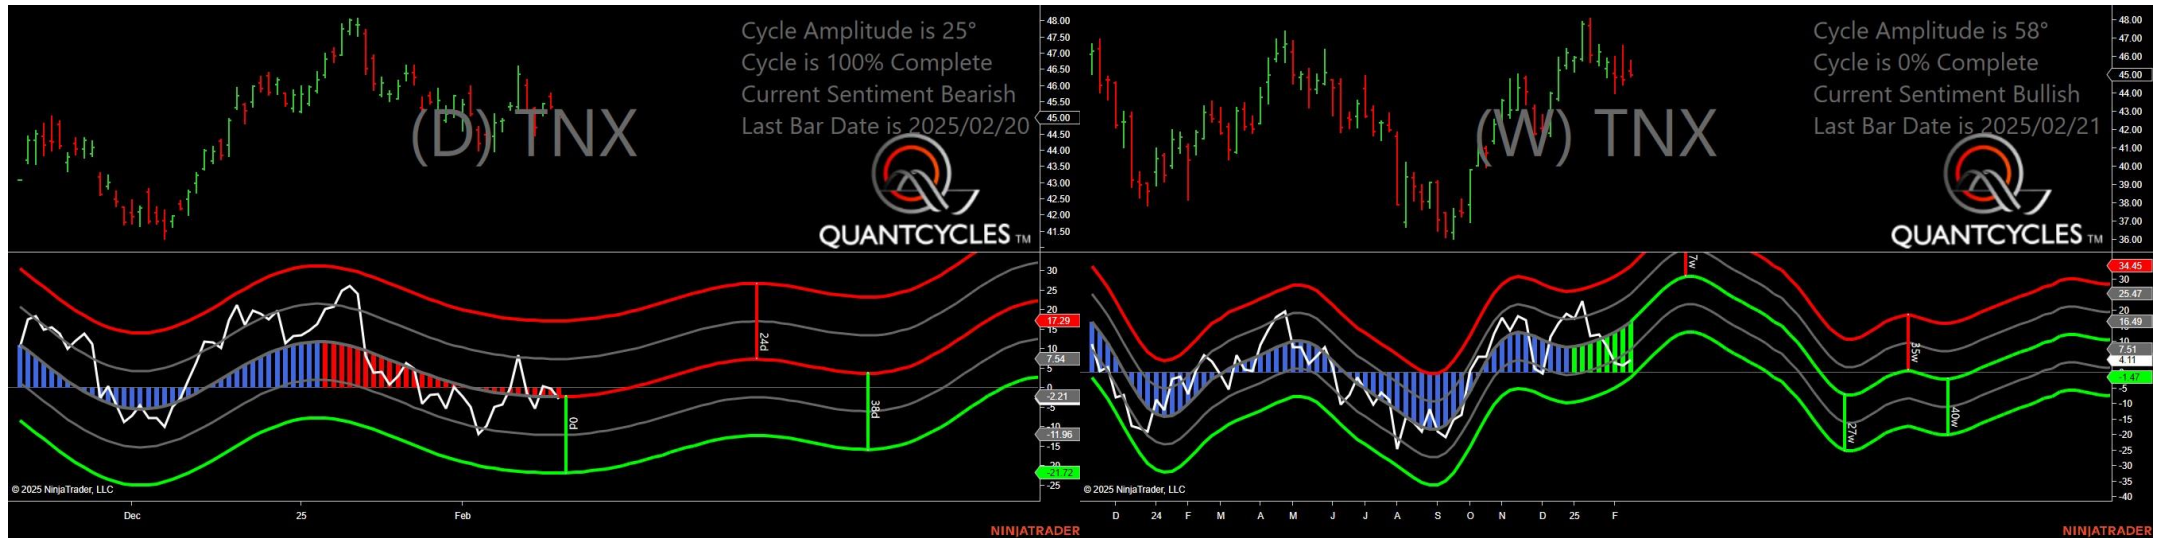 Cycle Amplitude is 25°
Cycle is 100% Complete
Current Sentiment Bearish
Last Bar Date is 2025/02/20
(D) TNX
QUANTCYCLES TM
48.00
47.50
47.00
46.50
46.00
45.50
45.00
44.50
44.00
43.50
43.00
42.50
42.00
41.50
30
25
20
17.29
10
7.54
5
0
-2.21
-5
-10
-11.96
-15
-21.72
-25
24d
0d
38d
© 2025 NinjaTrader, LLC
Dec
25
Feb
NINJATRADER
Cycle Amplitude is 58°
Cycle is 0% Complete
Current Sentiment Bullish
Last Bar Date is 2025/02/21
(W) TNX
QUANTCYCLES TM
48.00
47.00
46.00
45.00
44.00
43.00
42.00
41.00
40.00
39.00
38.00
37.00
36.00
34.45
30
25.47
20
16.49
10
7.51
4.11
-1.47
-5
-10
-15
-20
-25
-30
-35
-40
7w
35w
27w
40w
© 2025 NinjaTrader, LLC
D
24
F
M
A
M
J
J
A
S
O
N
D
25
F
NINJATRADER